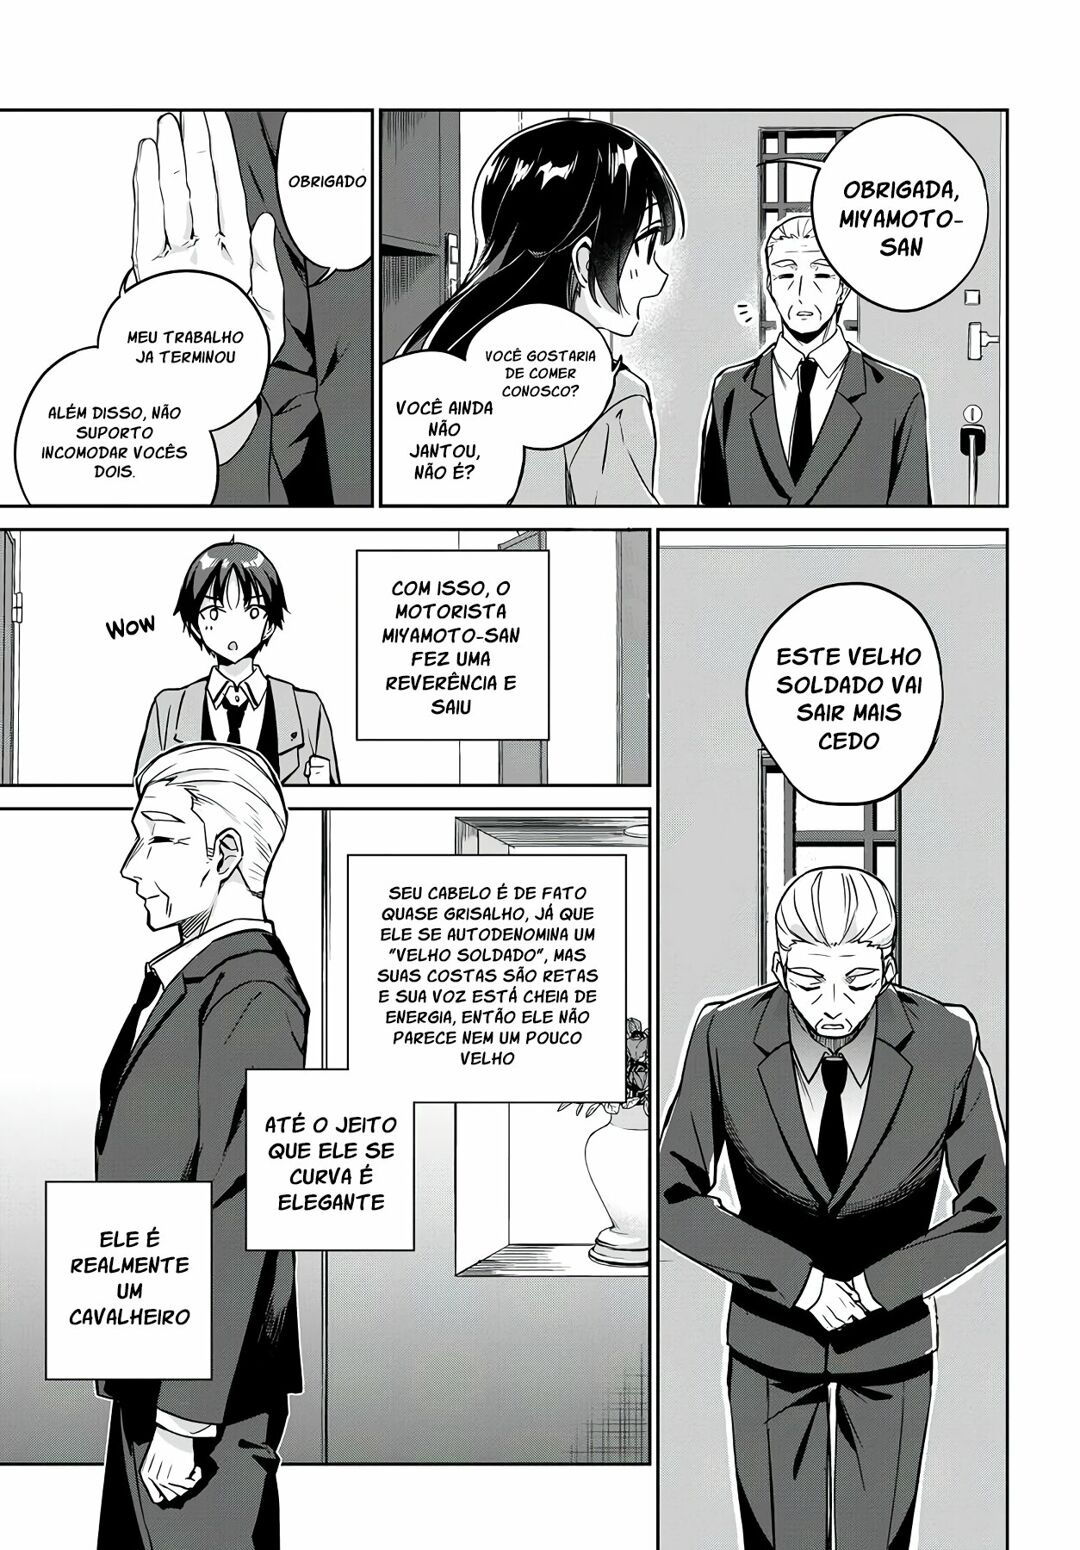 OBRIGADA,
MIYAMOTO-
SAN
VOCÊ GOSTARIA
DE COMER
CONOSCO?
VOCÊ AINDA
NÃO
JANTOU,
NÃO É?
OBRIGADO
MEU TRABALHO
JA TERMINOU
ALÉM DISSO, NÃO
SUPORTO
INCOMODAR VOCÊS
DOIS.
ESTE VELHO
SOLDADO VAI
SAIR MAIS
CEDO
COM ISSO, O
MOTORISTA
MIYAMOTO-SAN
FEZ UMA
REVERÊNCIA E
SAIU
WOW
SEU CABELO É DE FATO
QUASE GRISALHO, JÁ QUE
ELE SE AUTODENOMINA UM
"VELHO SOLDADO", MAS
SUAS COSTAS SÃO RETAS
E SUA VOZ ESTÁ CHEIA DE
ENERGIA, ENTÃO ELE NÃO
PARECE NEM UM POUCO
VELHO
ATÉ O JEITO
QUE ELE SE
CURVA É
ELEGANTE
ELE É
REALMENTE
UM
CAVALHEIRO